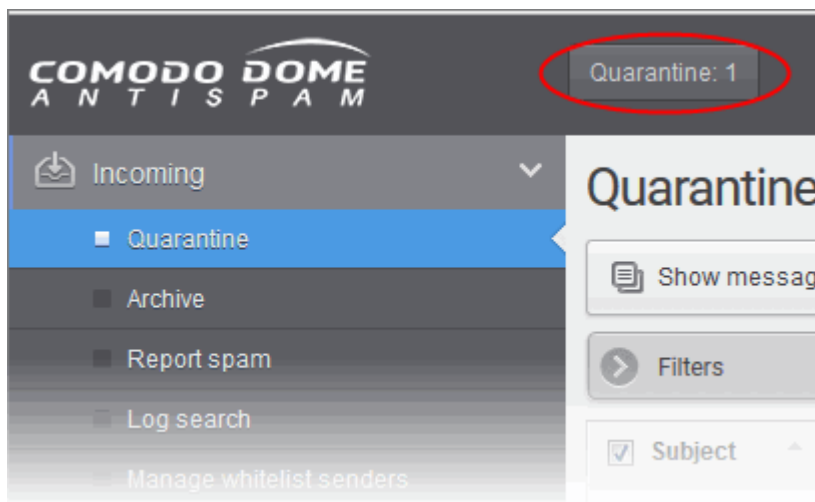 COMODO DOME
ANTISPAM
Quarantine: 1
Incoming
Quarantine
Archive
Report spam
Log search
Manage whitelist senders
Quarantine
Show messag
Filters
Subject